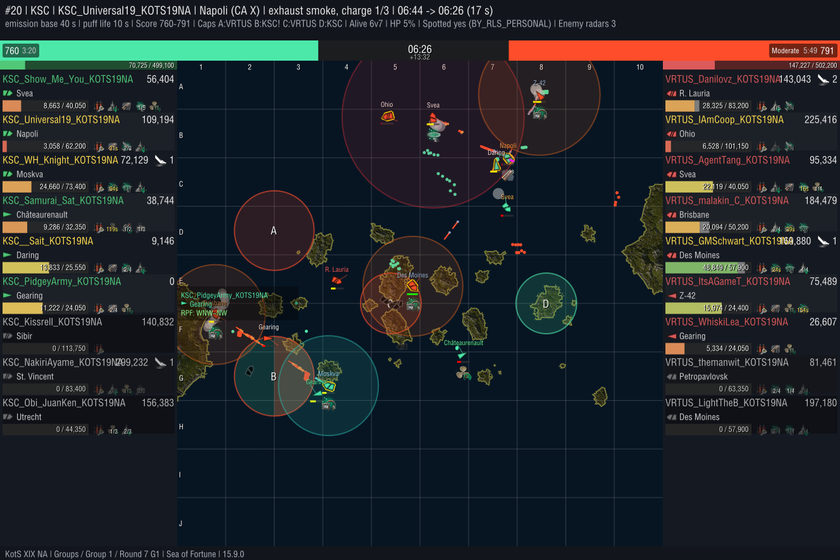 #20 | KSC | KSC_Universal19_KOTS19NA | Napoli (CA X) | exhaust smoke, charge 1/3 | 06:44 -> 06:26 (17 s)
emission base 40 s | puff life 10 s | Score 760-791 | Caps A:VRTUS B:KSC! C:VRTUS D:KSC | Alive 6v7 | HP 5% | Spotted yes (BY_RLS_PERSONAL) | Enemy radars 3
760 3:20
06:26
+13:32
Moderate 5:49 791
70,725 / 499,100
147,227 / 502,200
KSC_Show_Me_You_KOTS19NA 56,404
Svea
8,663 / 40,050
KSC_Universal19_KOTS19NA 109,194
Napoli
3,058 / 62,200
KSC_WH_Knight_KOTS19NA 72,129 1
Moskva
24,660 / 73,400
KSC_Samurai_Sat_KOTS19NA 38,744
Châteaurenault
9,286 / 32,350
KSC__Sait_KOTS19NA 9,146
Daring
KSC_PidgeyArmy_KOTS19NA 0
Gearing
1,222 / 24,050
KSC_Kissrell_KOTS19NA 140,832
Sibir
0 / 113,750
KSC_NakiriAyame_KOTS19NA 1
St. Vincent
0 / 83,400
KSC_Obi_JuanKen_KOTS19NA 156,383
Utrecht
0 / 44,350
1 2 3 4 5 6 7 8 9 10
A
B
C
D
E
F
G
H
I
J
Ohio
Svea
Z-42
Napoli
Daring
Svea
A
R. Lauria
Des Moines
D
KSC_PidgeyArmy_KOTS19NA
Gearing
RPF: WNW, NW
Gearing
Châteaurenault
B
Moskva
VRTUS_Danilovz_KOTS19NA 143,043 2
R. Lauria
28,325 / 83,200
VRTUS_IAmCoop_KOTS19NA 225,416
Ohio
6,528 / 101,150
VRTUS_AgentTang_KOTS19NA 95,334
Svea
22,819 / 40,050
VRTUS_malakin_C_KOTS19NA 184,479
Brisbane
20,094 / 50,200
VRTUS_GMSchwart_KOTS19NA
Des Moines
VRTUS_ItsAGameT_KOTS19NA 75,489
Z-42
VRTUS_WhiskiLea_KOTS19NA 26,607
Gearing
5,334 / 24,050
VRTUS_themanwit_KOTS19NA 81,461
Petropavlovsk
0 / 63,350
VRTUS_LightTheB_KOTS19NA 197,180
Des Moines
0 / 57,900
KotS XIX NA | Groups / Group 1 / Round 7 G1 | Sea of Fortune | 15.9.0